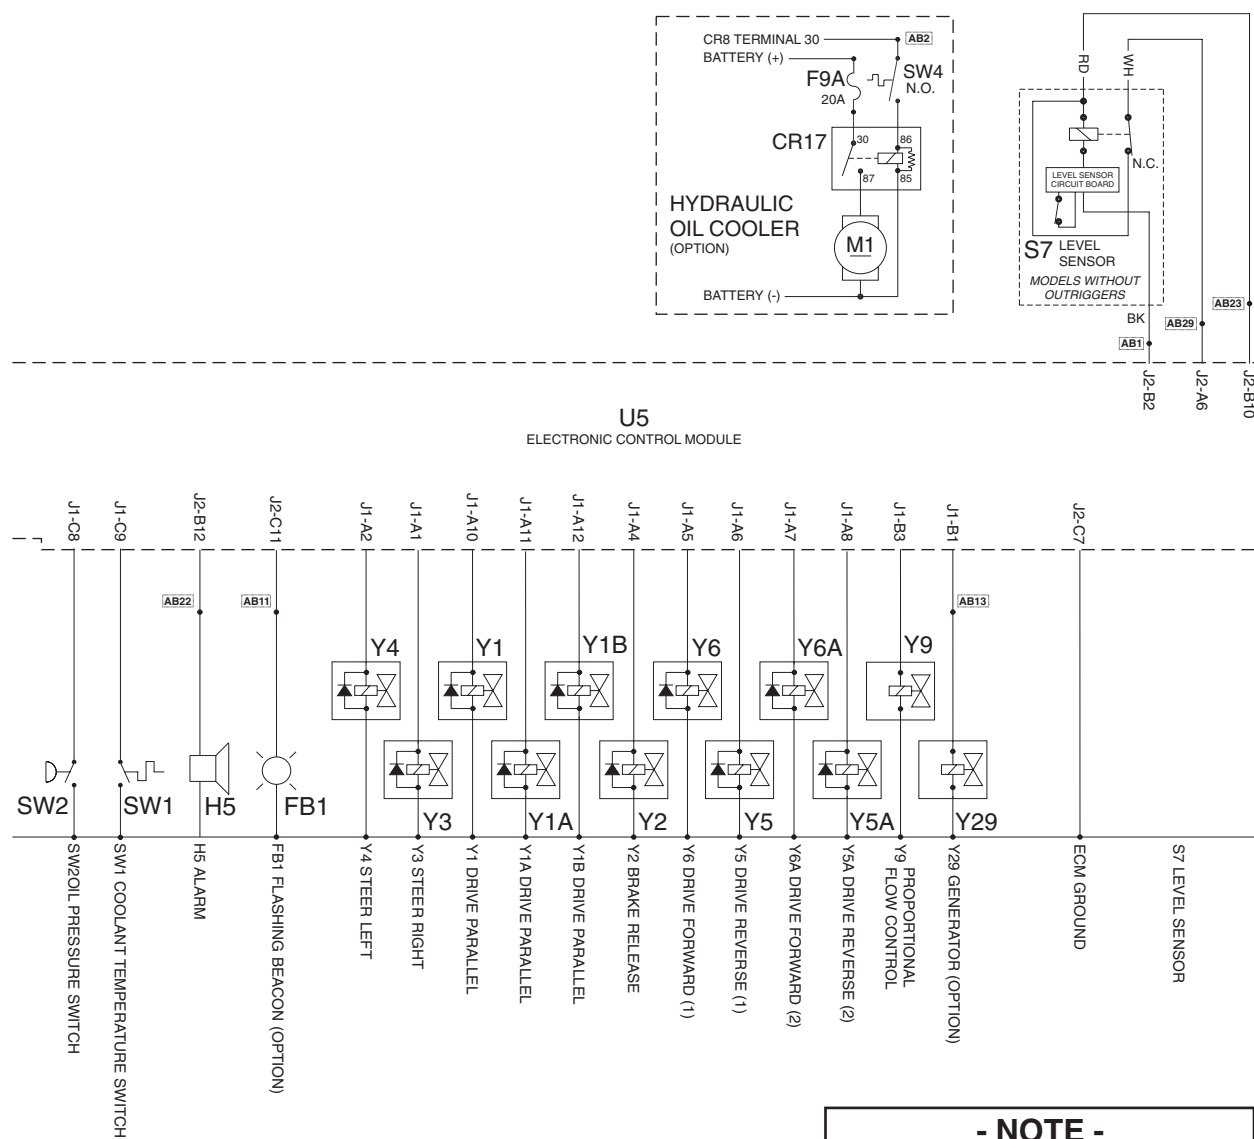 CR8 TERMINAL 30
AB2
BATTERY (+)
F9A
20A
SW4
N.O.
CR17
30
86
87
85
HYDRAULIC
OIL COOLER
(OPTION)
M1
BATTERY (-)
RD
WH
N.C.
LEVEL SENSOR
CIRCUIT BOARD
S7 LEVEL
SENSOR
MODELS WITHOUT
OUTRIGGERS
BK
AB1
AB29
AB23
J2-B2
J2-A6
J2-B10
U5
ELECTRONIC CONTROL MODULE
J1-C8
J1-C9
J2-B12
J2-C11
J1-A2
J1-A1
J1-A10
J1-A11
J1-A12
J1-A4
J1-A5
J1-A6
J1-A7
J1-A8
J1-B3
J1-B1
J2-C7
AB22
AB11
AB13
Y4
Y1
Y1B
Y6
Y6A
Y9
SW2
SW1
H5
FB1
Y3
Y1A
Y2
Y5
Y5A
Y29
SW2OIL PRESSURE SWITCH
SW1 COOLANT TEMPERATURE SWITCH
H5 ALARM
FB1 FLASHING BEACON (OPTION)
Y4 STEER LEFT
Y3 STEER RIGHT
Y1 DRIVE PARALLEL
Y1A DRIVE PARALLEL
Y1B DRIVE PARALLEL
Y2 BRAKE RELEASE
Y6 DRIVE FORWARD (1)
Y5 DRIVE REVERSE (1)
Y6A DRIVE FORWARD (2)
Y5A DRIVE REVERSE (2)
Y9 PROPORTIONAL
FLOW CONTROL
Y29 GENERATOR (OPTION)
ECM GROUND
S7 LEVEL SENSOR
- NOTE -